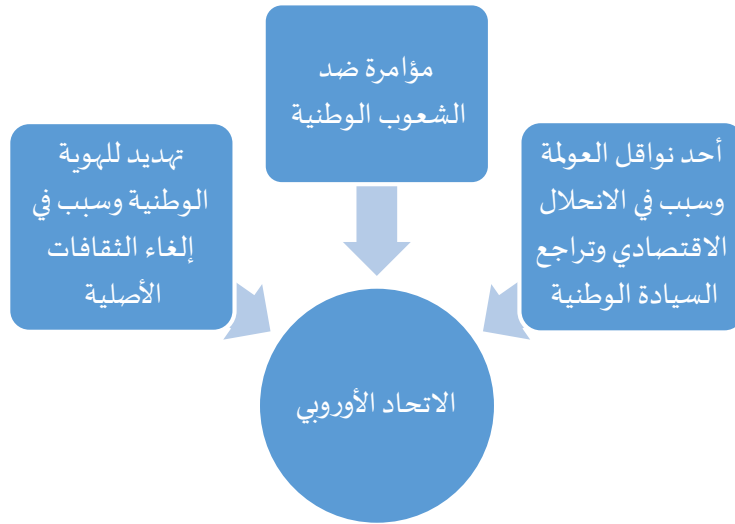 مؤامرة ضد
الشعوب الوطنية
أحد نواقل العولمة
وسبب في الانحلال
الاقتصادي وتراجع
السيادة الوطنية
تهديد للهوية
الوطنية وسبب في
إلغاء الثقافات
الأصلية
الاتحاد الأوروبي